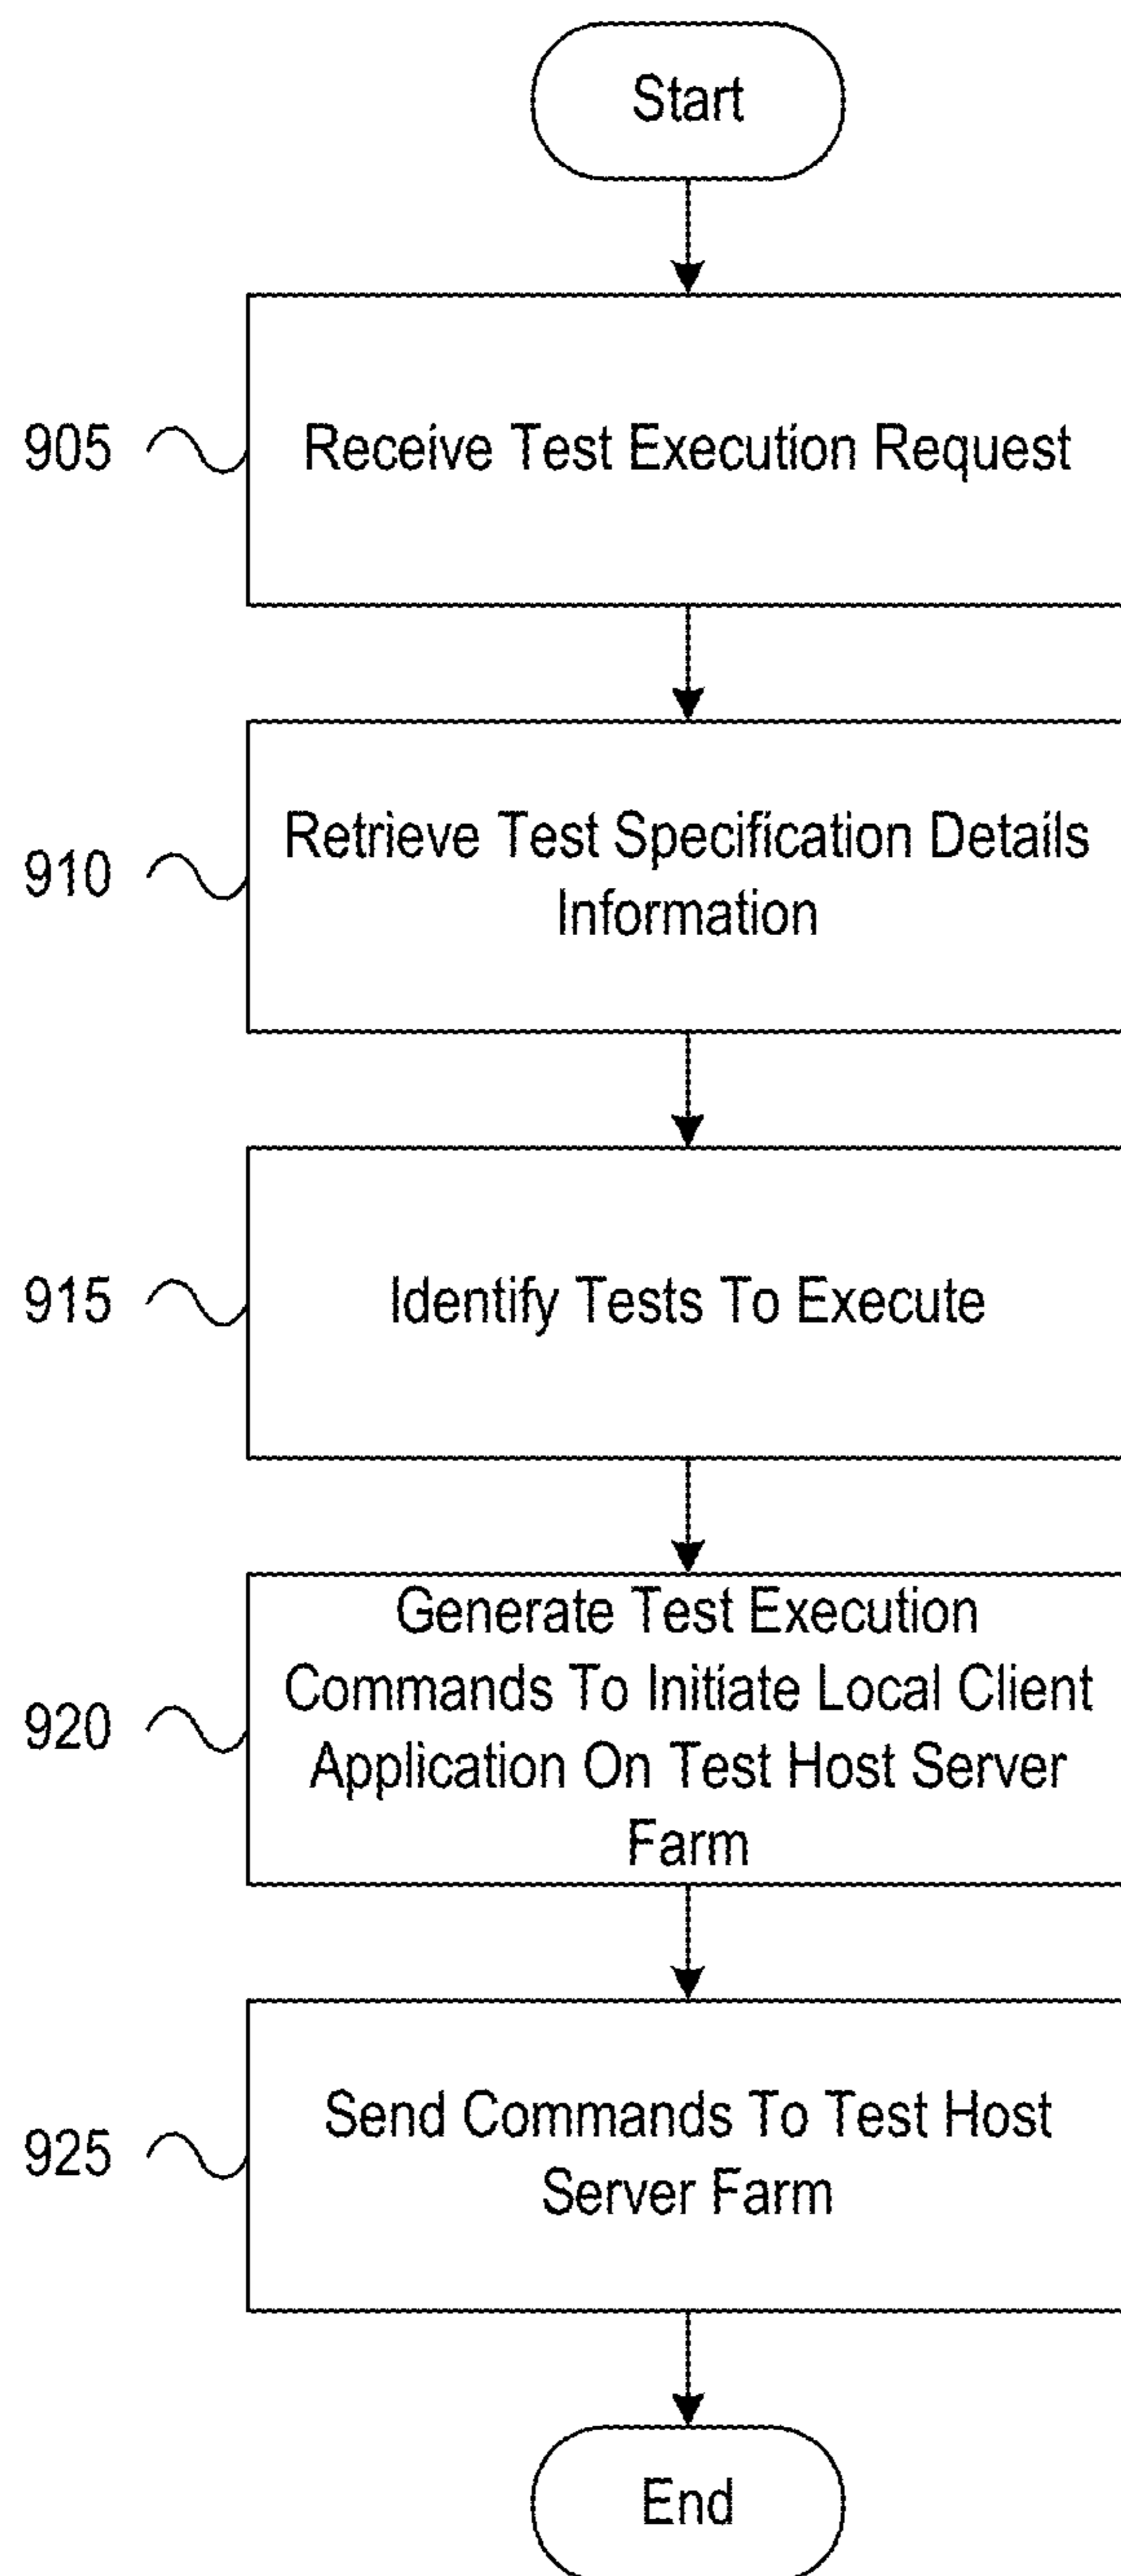 Start
905
Receive Test Execution Request
910
Retrieve Test Specification Details
Information
915
Identify Tests To Execute
920
Generate Test Execution
Commands To Initiate Local Client
Application On Test Host Server
Farm
925
Send Commands To Test Host
Server Farm
End